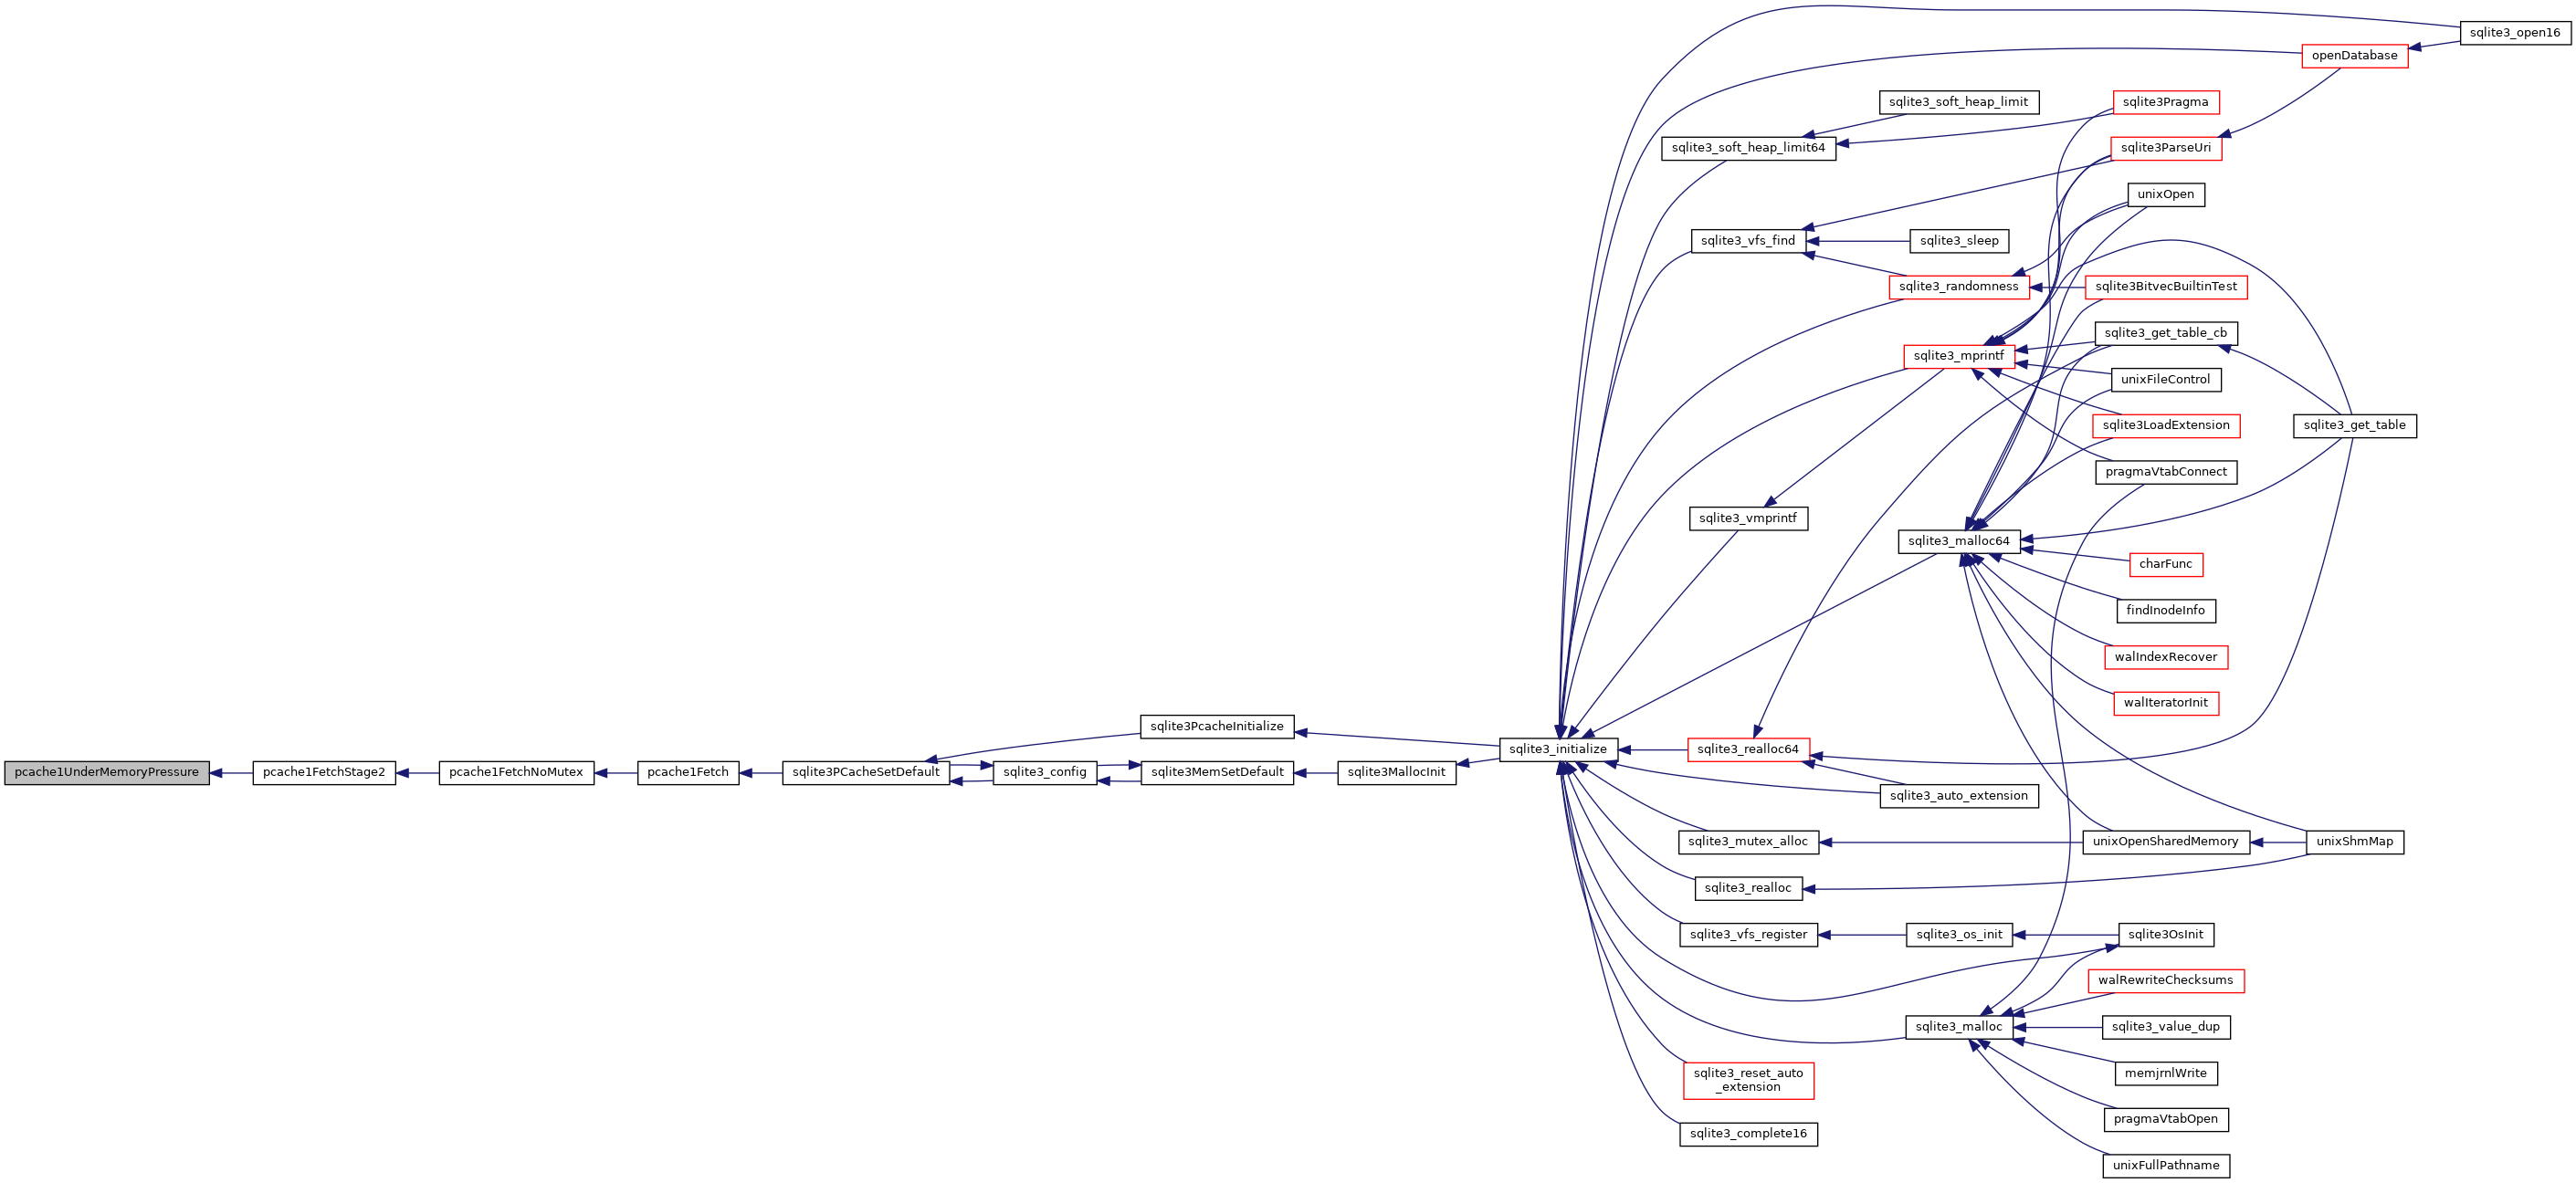 sqlite3_open16
openDatabase
sqlite3_soft_heap_limit
sqlite3Pragma
sqlite3_soft_heap_limit64
sqlite3ParseUri
unixOpen
sqlite3_vfs_find
sqlite3_sleep
sqlite3_randomness
sqlite3BitvecBuiltinTest
sqlite3_get_table_cb
sqlite3_mprintf
unixFileControl
sqlite3LoadExtension
sqlite3_get_table
pragmaVtabConnect
sqlite3_vmprintf
sqlite3_malloc64
charFunc
findInodeInfo
walIndexRecover
walIteratorInit
sqlite3PcacheInitialize
sqlite3_initialize
sqlite3_realloc64
pcache1UnderMemoryPressure
pcache1FetchStage2
pcache1FetchNoMutex
pcache1Fetch
sqlite3PCacheSetDefault
sqlite3_config
sqlite3MemSetDefault
sqlite3MallocInit
sqlite3_auto_extension
sqlite3_mutex_alloc
unixOpenSharedMemory
unixShmMap
sqlite3_realloc
sqlite3_vfs_register
sqlite3_os_init
sqlite3OsInit
walRewriteChecksums
sqlite3_malloc
sqlite3_value_dup
sqlite3_reset_auto
_extension
memjrnlWrite
pragmaVtabOpen
sqlite3_complete16
unixFullPathname